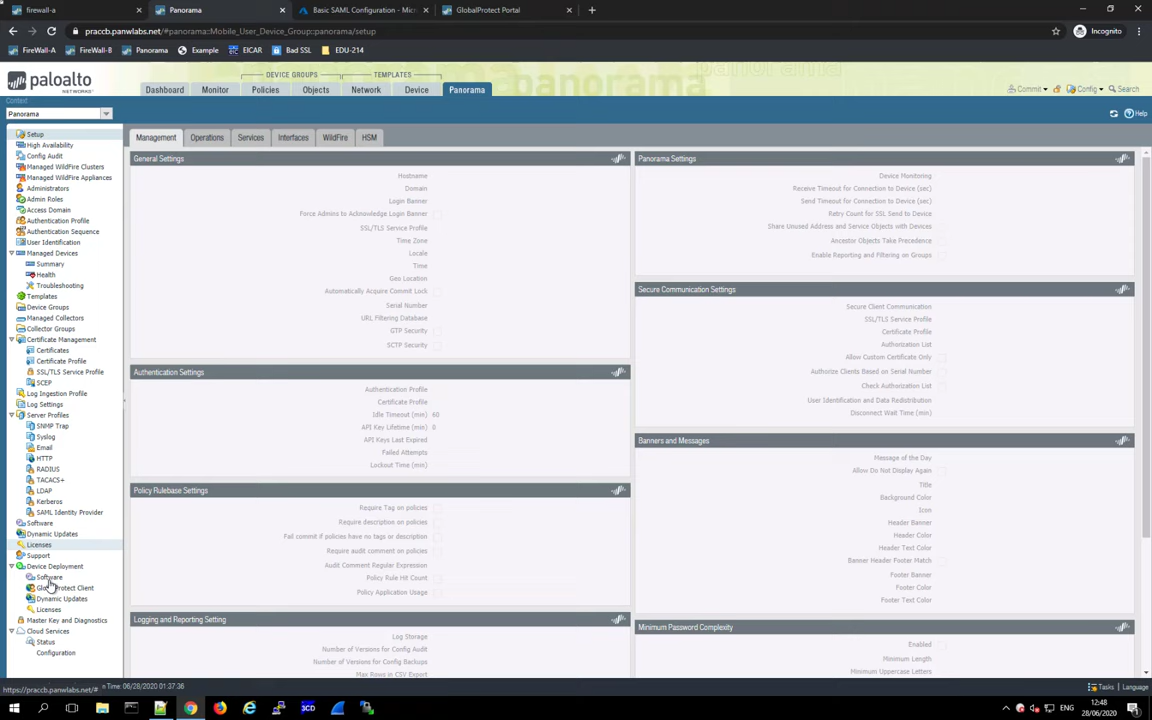 firewall-a
Panorama
Basic SAML Configuration - Micr
GlobalProtect Portal
praccb.panwlabs.net/#panorama::Mobile_User_Device_Group::panorama/setup
Incognito
FireWall-A
FireWall-B
Panorama
Example
EICAR
Bad SSL
EDU-214
paloalto
NETWORKS
DEVICE GROUPS
TEMPLATES
Dashboard
Monitor
Policies
Objects
Network
Device
Panorama
Commit
Config
Search
Context
Panorama
Help
Setup
High Availability
Config Audit
Managed WildFire Clusters
Managed WildFire Appliances
Administrators
Admin Roles
Access Domain
Authentication Profile
Authentication Sequence
User Identification
Managed Devices
Summary
Health
Troubleshooting
Templates
Device Groups
Managed Collectors
Collector Groups
Certificate Management
Certificates
Certificate Profile
SSL/TLS Service Profile
SCEP
Log Ingestion Profile
Log Settings
Server Profiles
SNMP Trap
Syslog
Email
HTTP
RADIUS
TACACS+
LDAP
Kerberos
SAML Identity Provider
Software
Dynamic Updates
Licenses
Support
Device Deployment
Software
GlobalProtect Client
Dynamic Updates
Licenses
Master Key and Diagnostics
Cloud Services
Status
Configuration
Management
Operations
Services
Interfaces
WildFire
HSM
General Settings
Hostname
Domain
Login Banner
Force Admins to Acknowledge Login Banner
SSL/TLS Service Profile
Time Zone
Locale
Time
Geo Location
Automatically Acquire Commit Lock
Serial Number
URL Filtering Database
GTP Security
SCTP Security
Authentication Settings
Authentication Profile
Certificate Profile
Idle Timeout (min) 60
API Key Lifetime (min) 0
API Keys Last Expired
Failed Attempts
Lockout Time (min)
Policy Rulebase Settings
Require Tag on policies
Require description on policies
Fail commit if policies have no tags or description
Require audit comment on policies
Audit Comment Regular Expression
Policy Rule Hit Count
Policy Application Usage
Logging and Reporting Setting
Log Storage
Number of Versions for Config Audit
Number of Versions for Config Backups
Max Rows in CSV Export
Panorama Settings
Device Monitoring
Receive Timeout for Connection to Device (sec)
Send Timeout for Connection to Device (sec)
Retry Count for SSL Send to Device
Share Unused Address and Service Objects with Devices
Ancestor Objects Take Precedence
Enable Reporting and Filtering on Groups
Secure Communication Settings
Secure Client Communication
SSL/TLS Service Profile
Certificate Profile
Authorization List
Allow Custom Certificate Only
Authorize Clients Based on Serial Number
Check Authorization List
User Identification and Data Redistribution
Disconnect Wait Time (min)
Banners and Messages
Message of the Day
Allow Do Not Display Again
Title
Background Color
Icon
Header Banner
Header Color
Header Text Color
Banner Header Footer Match
Footer Banner
Footer Color
Footer Text Color
Minimum Password Complexity
Enabled
Minimum Length
Minimum Uppercase Letters
https://praccb.panwlabs.net/#
n Time: 06/28/2020 01:37:36
Tasks
Language
ENG
12:48
28/06/2020